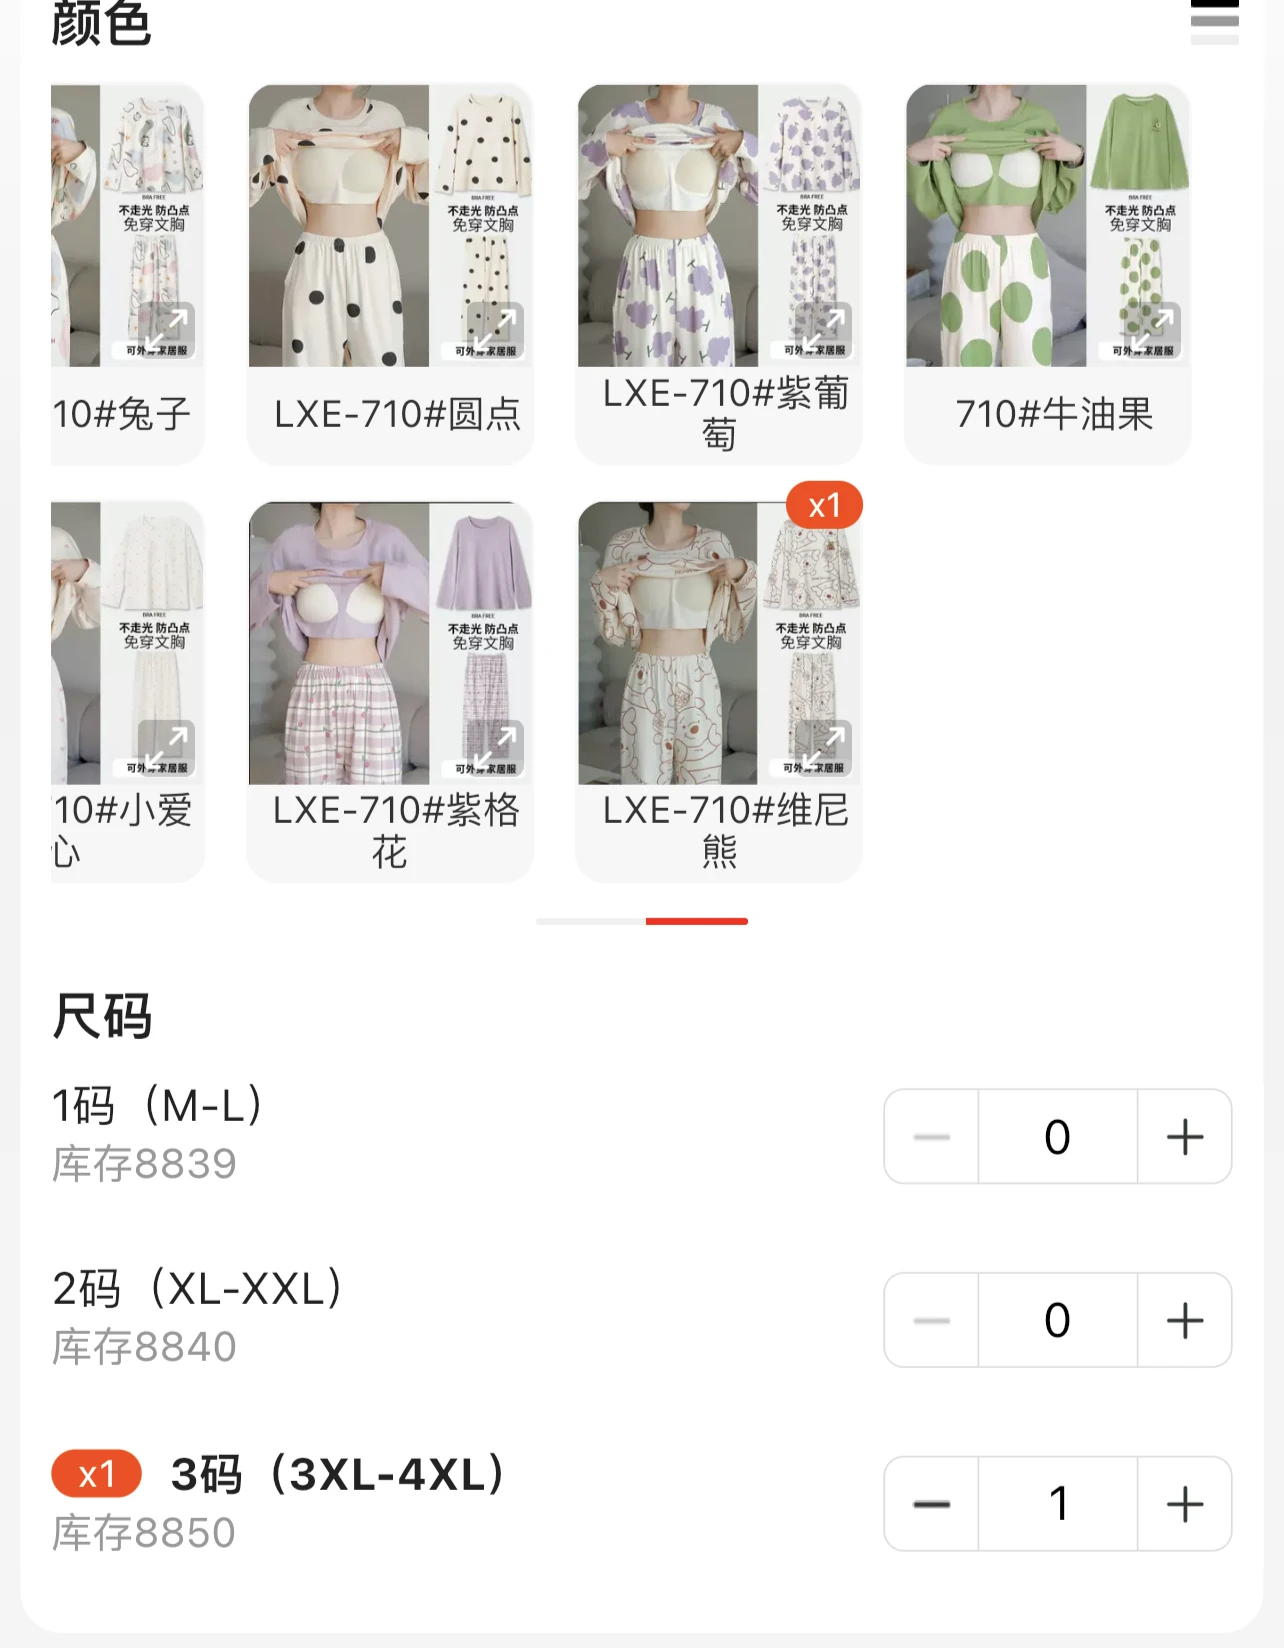 颜色
BRA FREE
不走光 防凸点
免穿文胸
可外穿家居服
10#兔子
BRA FREE
不走光 防凸点
免穿文胸
可外穿家居服
LXE-710#圆点
BRA FREE
不走光 防凸点
免穿文胸
可外穿家居服
LXE-710#紫葡
萄
BRA FREE
不走光 防凸点
免穿文胸
可外穿家居服
710#牛油果
BRA FREE
不走光 防凸点
免穿文胸
可外穿家居服
10#小爱
心
BRA FREE
不走光 防凸点
免穿文胸
可外穿家居服
LXE-710#紫格
花
x1
BRA FREE
不走光 防凸点
免穿文胸
可外穿家居服
LXE-710#维尼
熊
尺码
1码（M-L）
库存8839
0
2码（XL-XXL）
库存8840
0
x1 3码（3XL-4XL）
库存8850
1